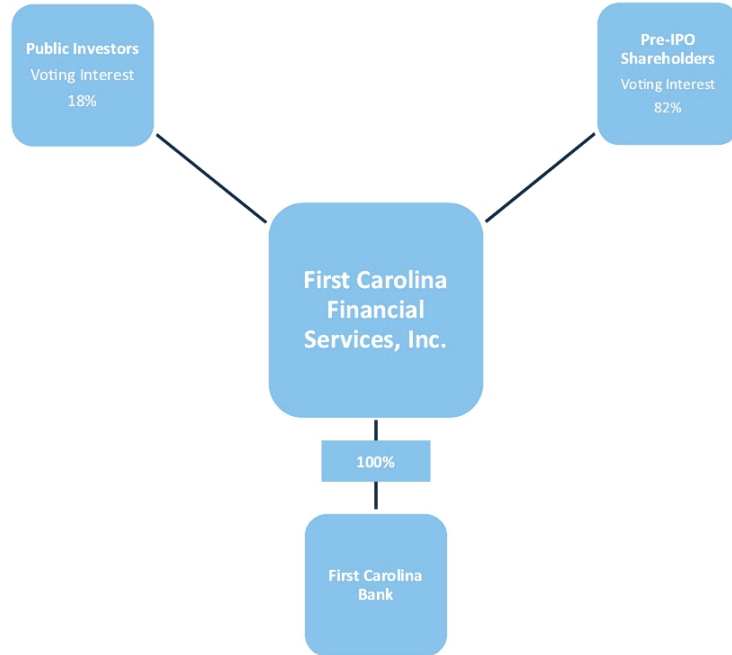 Public Investors
Voting Interest
18%
Pre-IPO
Shareholders
Voting Interest
82%
First Carolina
Financial
Services, Inc.
100%
First Carolina
Bank